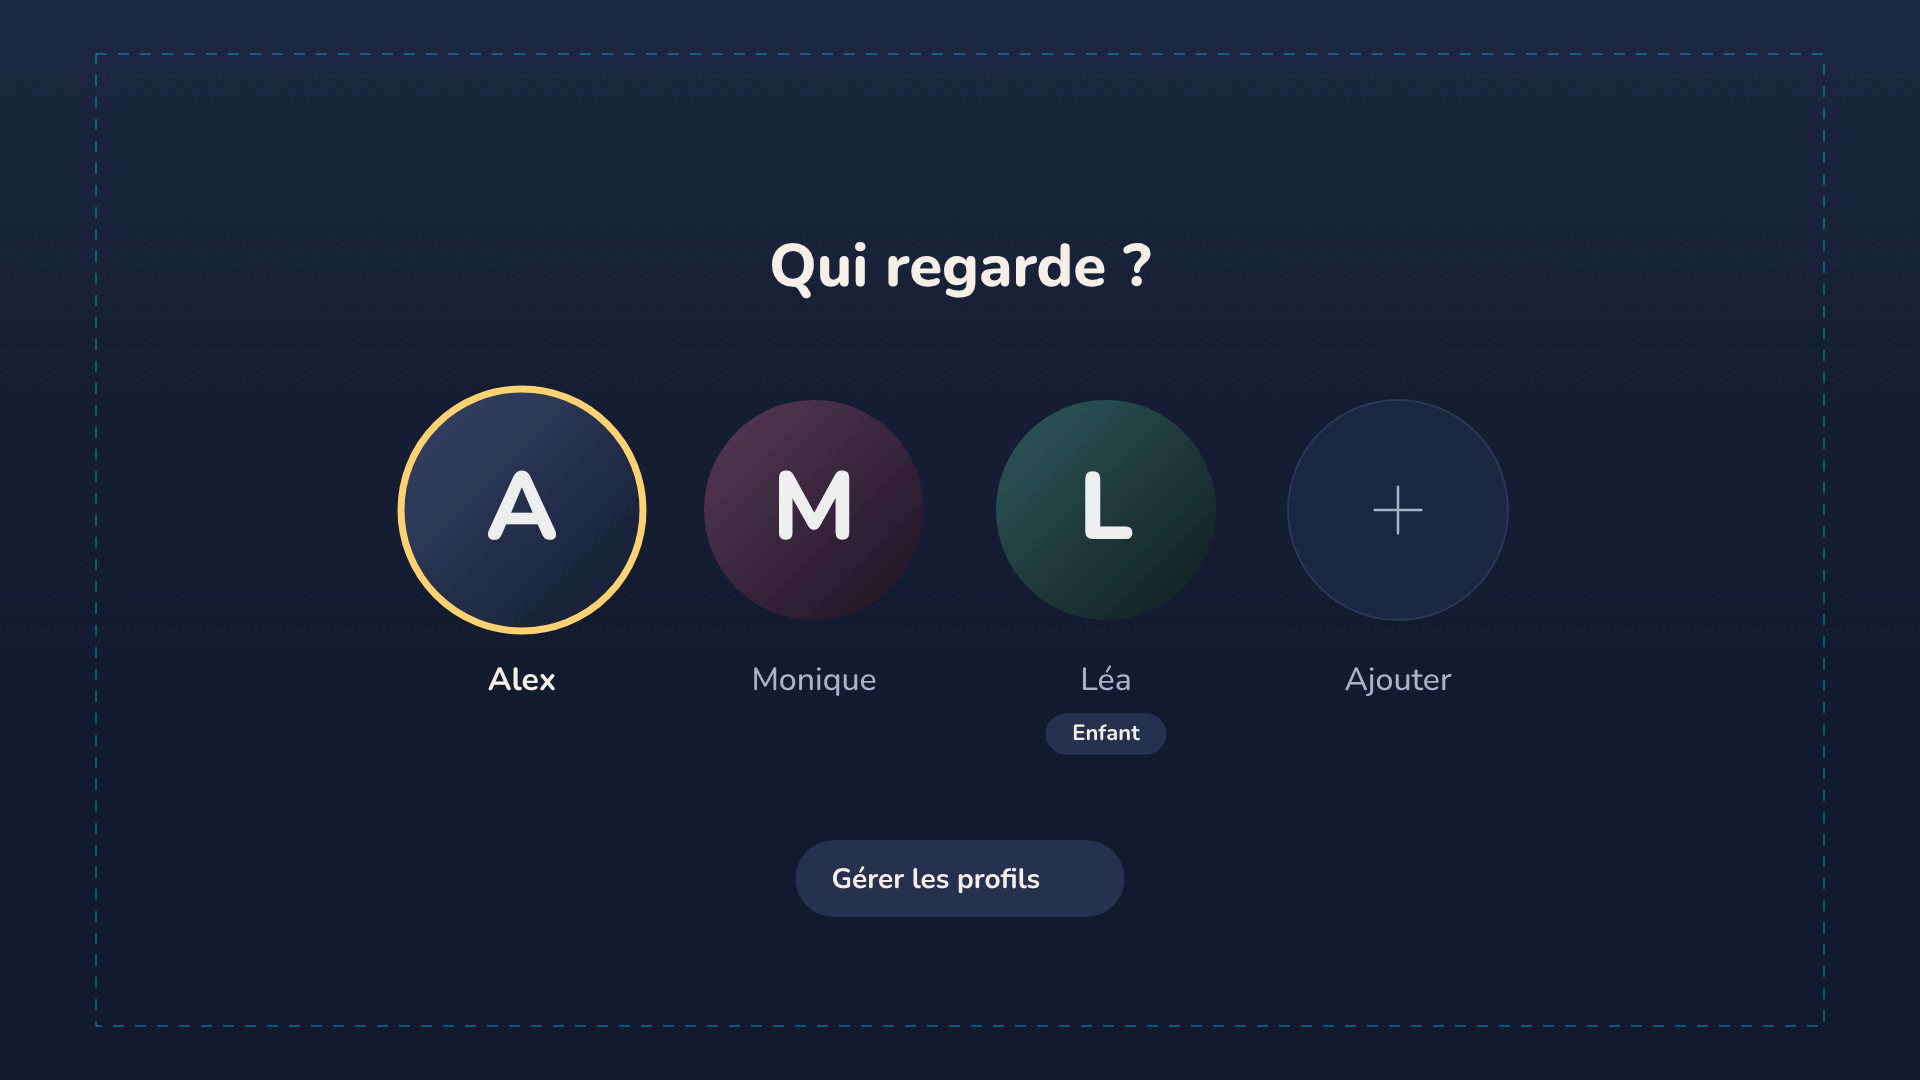 Qui regarde ?
A
M
L
Alex
Monique
Léa
Ajouter
Enfant
Gérer les profils